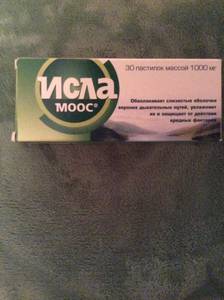 30 пастилок массой 1000 мг
Исла
МООС®
Обволакивает слизистые оболочки
верхних дыхательных путей, увлажняет
их и защищает от действия
вредных факторов